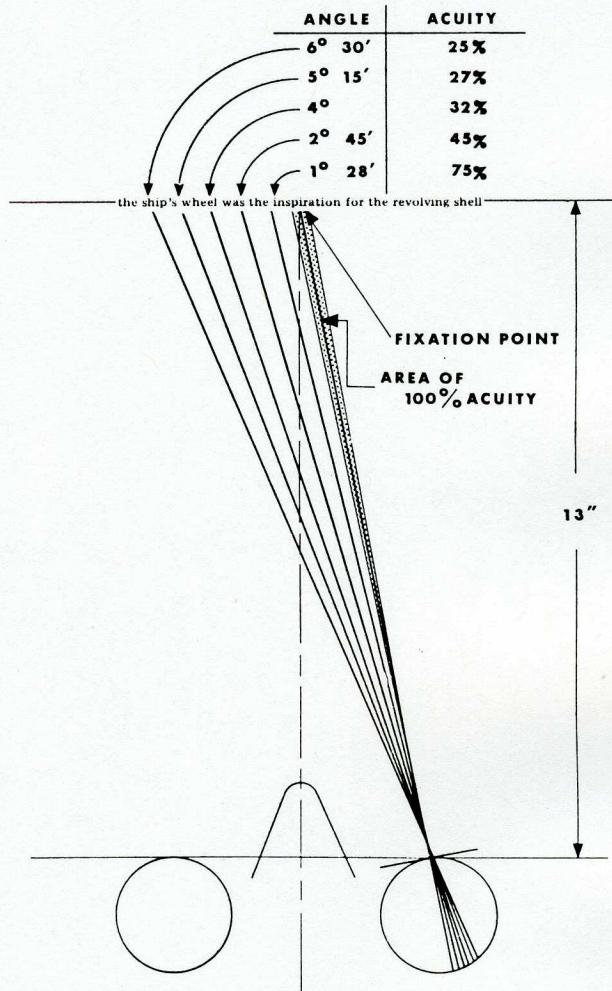 ANGLE ACUITY
6° 30′ 25%
5° 15′ 27%
4° 32%
2° 45′ 45%
1° 28′ 75%
the ship's wheel was the inspiration for the revolving shell
FIXATION POINT
AREA OF
100% ACUITY
13″